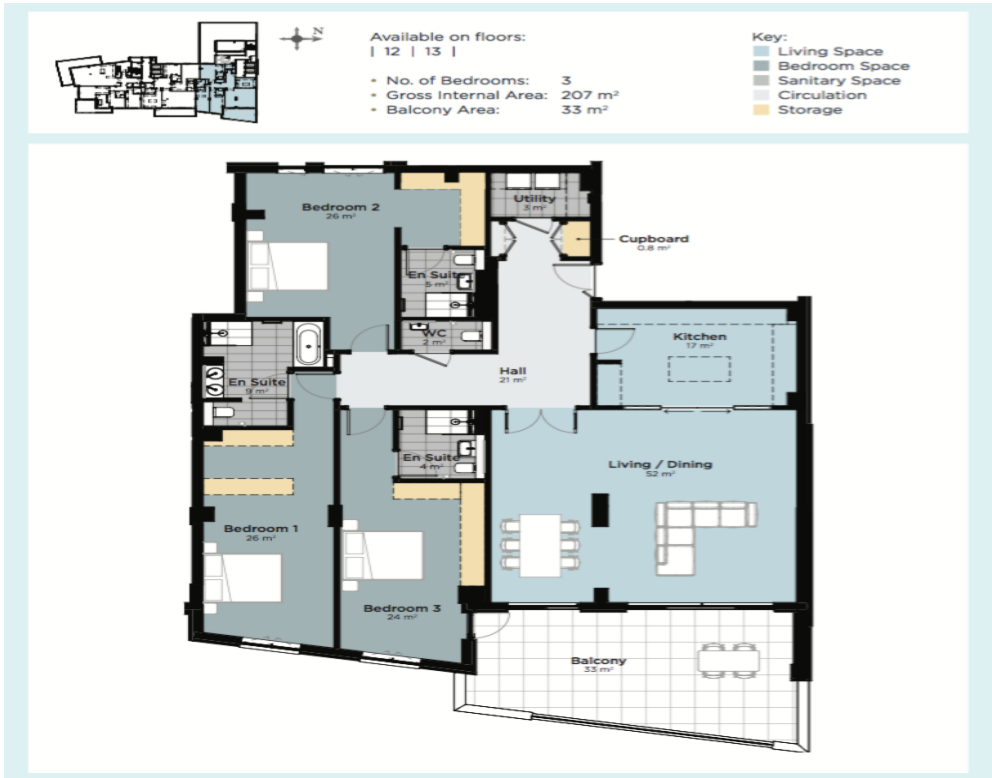 N
Available on floors:
| 12 | 13 |
• No. of Bedrooms: 3
• Gross Internal Area: 207 m²
• Balcony Area: 33 m²
Key:
Living Space
Bedroom Space
Sanitary Space
Circulation
Storage
Bedroom 2
26 m²
Utility
3 m²
Cupboard
0.8 m²
En Suite
5 m²
WC
2 m²
Kitchen
17 m²
Hall
21 m²
En Suite
9 m²
En Suite
4 m²
Living / Dining
52 m²
Bedroom 1
26 m²
Bedroom 3
24 m²
Balcony
33 m²